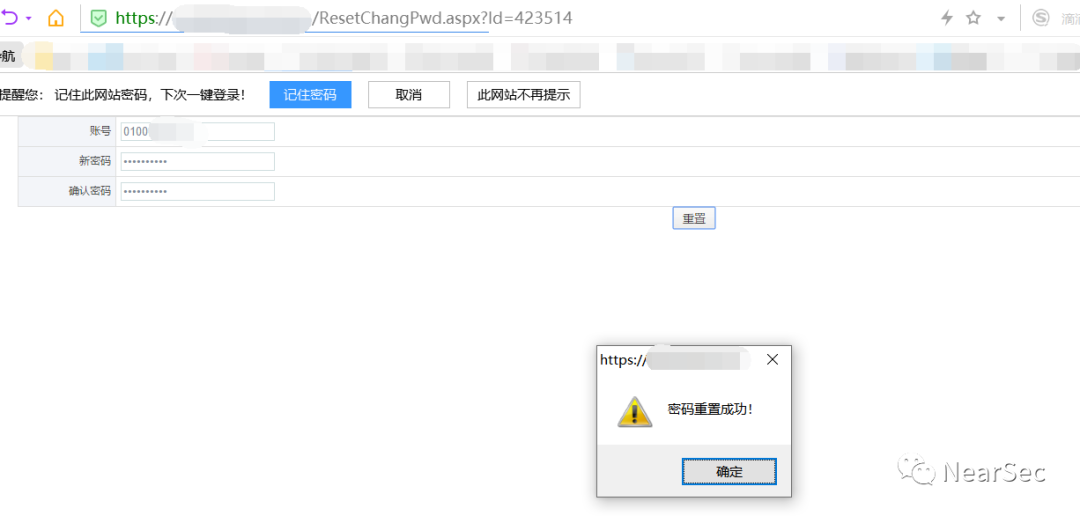 https:// /ResetChangPwd.aspx?Id=423514
航
提醒您: 记住此网站密码，下次一键登录! 记住密码 取消 此网站不再提示
账号 0100
新密码 ••••••••••
确认密码 ••••••••••
重置
https://
密码重置成功!
确定
NearSec